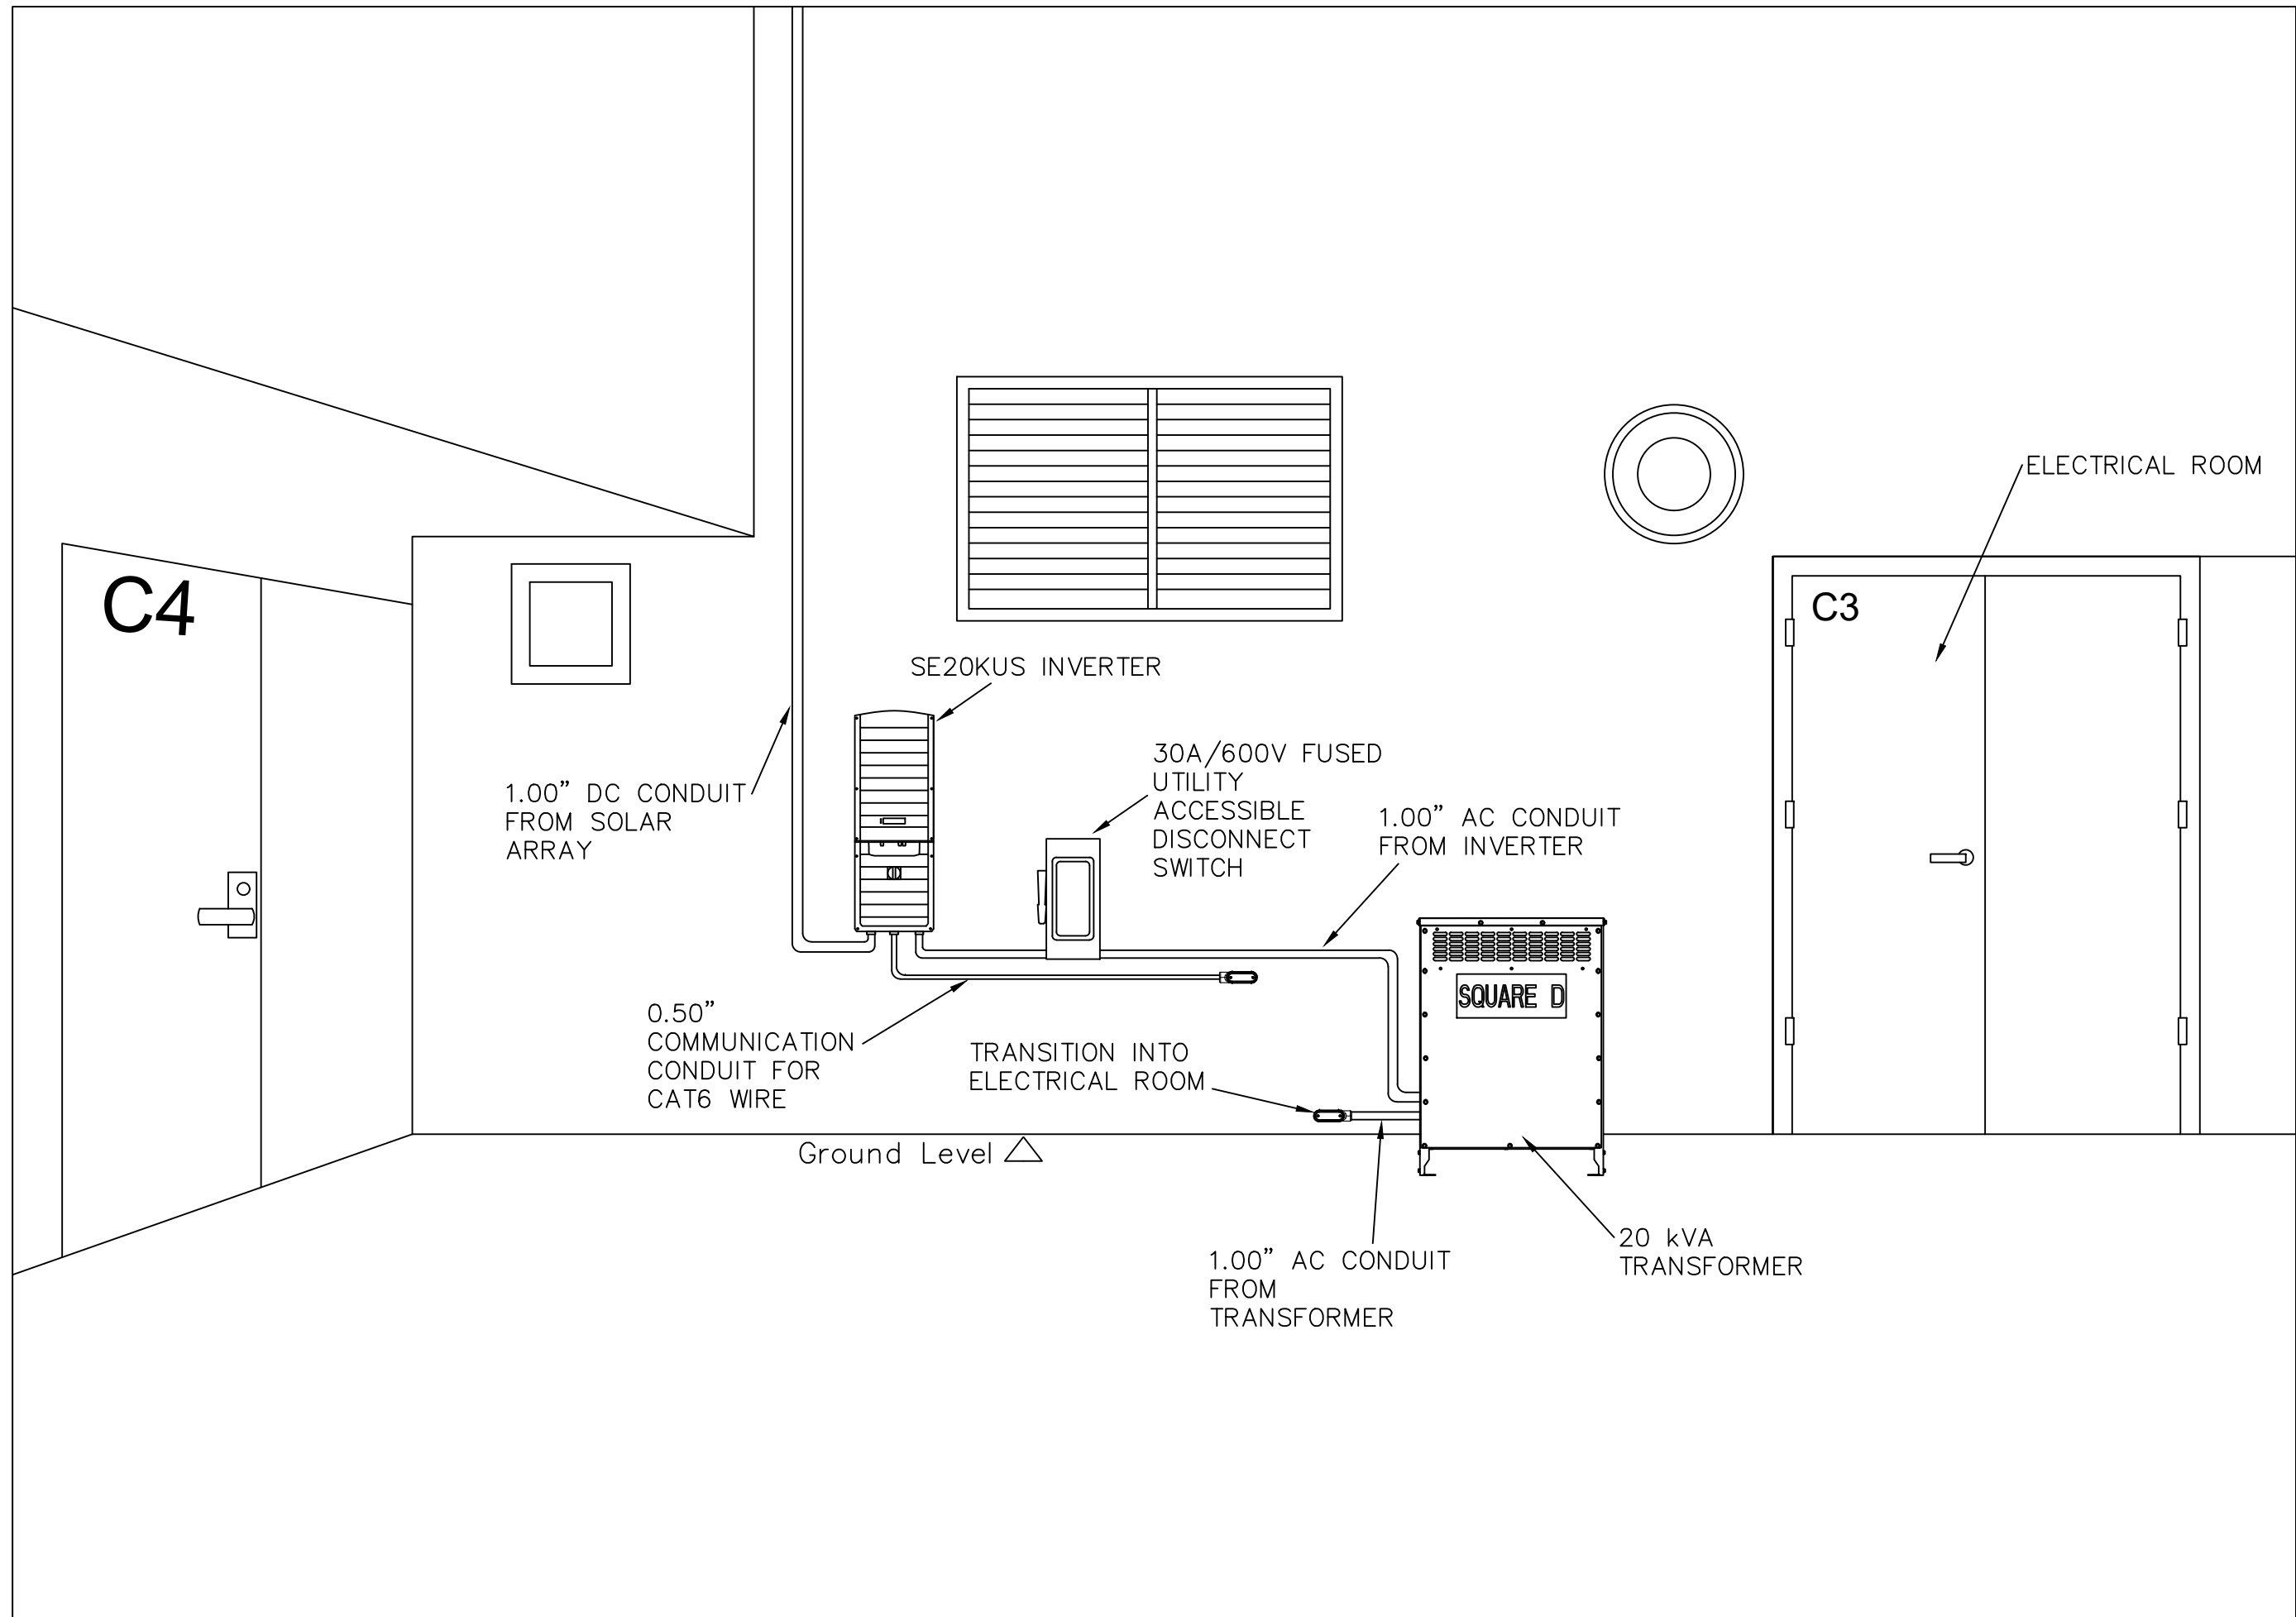 C4
C3
ELECTRICAL ROOM
SE20KUS INVERTER
30A/600V FUSED
UTILITY
ACCESSIBLE
DISCONNECT
SWITCH
1.00" DC CONDUIT
FROM SOLAR
ARRAY
1.00" AC CONDUIT
FROM INVERTER
SQUARE D
0.50"
COMMUNICATION
CONDUIT FOR
CAT6 WIRE
TRANSITION INTO
ELECTRICAL ROOM
Ground Level
20 kVA
TRANSFORMER
1.00" AC CONDUIT
FROM
TRANSFORMER